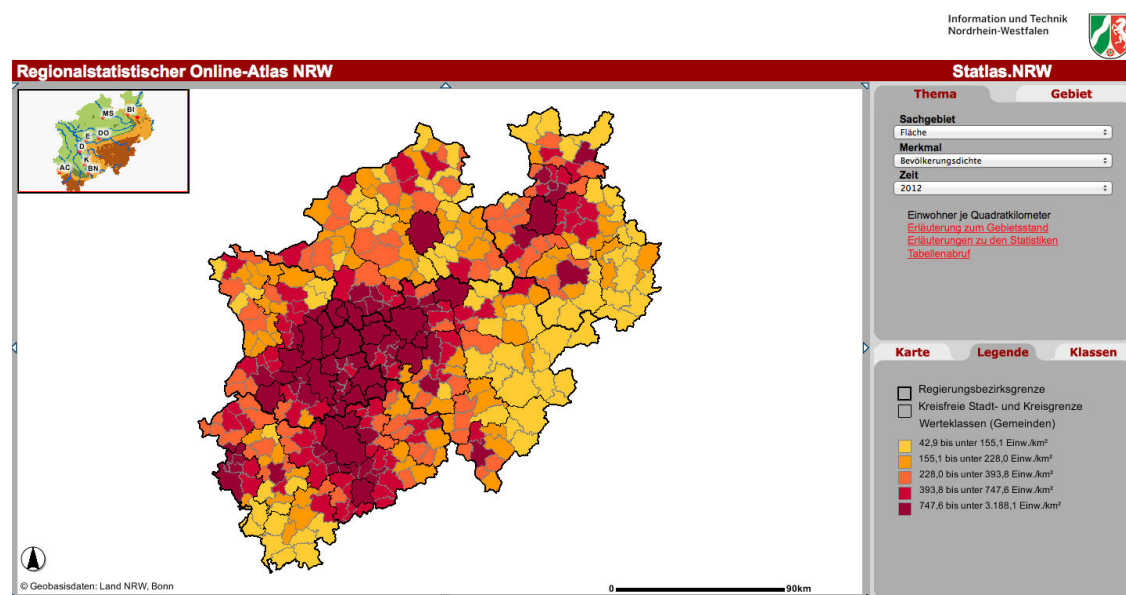 Information und Technik
Nordrhein-Westfalen
Regionalstatistischer Online-Atlas NRW
Statlas.NRW
MS
BI
E
DO
D
K
AC
BN
Thema
Gebiet
Sachgebiet
Fläche
Merkmal
Bevölkerungsdichte
Zeit
2012
Einwohner je Quadratkilometer
Erläuterung zum Gebietsstand
Erläuterungen zu den Statistiken
Tabellenabruf
Karte
Legende
Klassen
Regierungsbezirksgrenze
Kreisfreie Stadt- und Kreisgrenze
Werteklassen (Gemeinden)
42,9 bis unter 155,1 Einw./km²
155,1 bis unter 228,0 Einw./km²
228,0 bis unter 393,8 Einw./km²
393,8 bis unter 747,6 Einw./km²
747,6 bis unter 3.188,1 Einw./km²
© Geobasisdaten: Land NRW, Bonn
0
90km